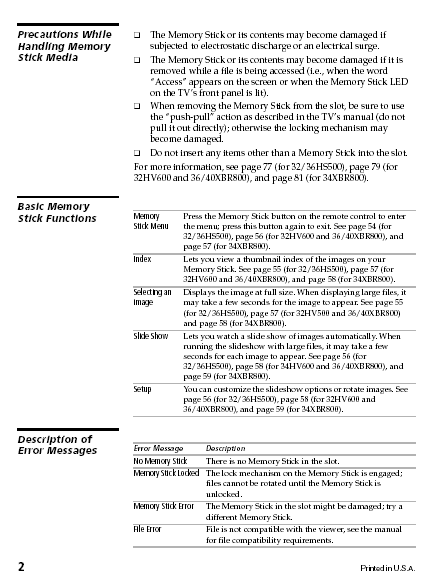 Precautions While
Handling Memory
Stick Media
❑ The Memory Stick or its contents may become damaged if
subjected to electrostatic discharge or an electrical surge.
❑ The Memory Stick or its contents may become damaged if it is
removed while a file is being accessed (i.e., when the word
“Access” appears on the screen or when the Memory Stick LED
on the TV’s front panel is lit).
❑ When removing the Memory Stick from the slot, be sure to use
the “push-pull” action as described in the TV’s manual (do not
pull it out directly); otherwise the locking mechanism may
become damaged.
❑ Do not insert any items other than a Memory Stick into the slot.
For more information, see page 77 (for 32/36HS500), page 79 (for
32HV600 and 36/40XBR800), and page 81 (for 34XBR800).
Basic Memory
Stick Functions
Memory
Stick Menu
Press the Memory Stick button on the remote control to enter
the menu; press this button again to exit. See page 54 (for
32/36HS500), page 56 (for 32HV600 and 36/40XBR800), and
page 57 (for 34XBR800).
Index
Lets you view a thumbnail index of the images on your
Memory Stick. See page 55 (for 32/36HS500), page 57 (for
32HV600 and 36/40XBR800), and page 58 (for 34XBR800).
Selecting an
Image
Displays the image at full size. When displaying large files, it
may take a few seconds for the image to appear. See page 55
(for 32/36HS500), page 57 (for 32HV500 and 36/40XBR800)
and page 58 (for 34XBR800).
Slide Show
Lets you watch a slide show of images automatically. When
running the slideshow with large files, it may take a few
seconds for each image to appear. See page 56 (for
32/36HS500), page 58 (for 34HV600 and 36/40XBR800), and
page 59 (for 34XBR800).
Setup
You can customize the slideshow options or rotate images. See
page 56 (for 32/36HS500), page 58 (for 32HV600 and
36/40XBR800), and page 59 (for 34XBR800).
Description of
Error Messages
Error Message Description
No Memory Stick There is no Memory Stick in the slot.
Memory Stick Locked The lock mechanism on the Memory Stick is engaged;
files cannot be rotated until the Memory Stick is
unlocked.
Memory Stick Error The Memory Stick in the slot might be damaged; try a
different Memory Stick.
File Error File is not compatible with the viewer, see the manual
for file compatibility requirements.
2 Printed in U.S.A.